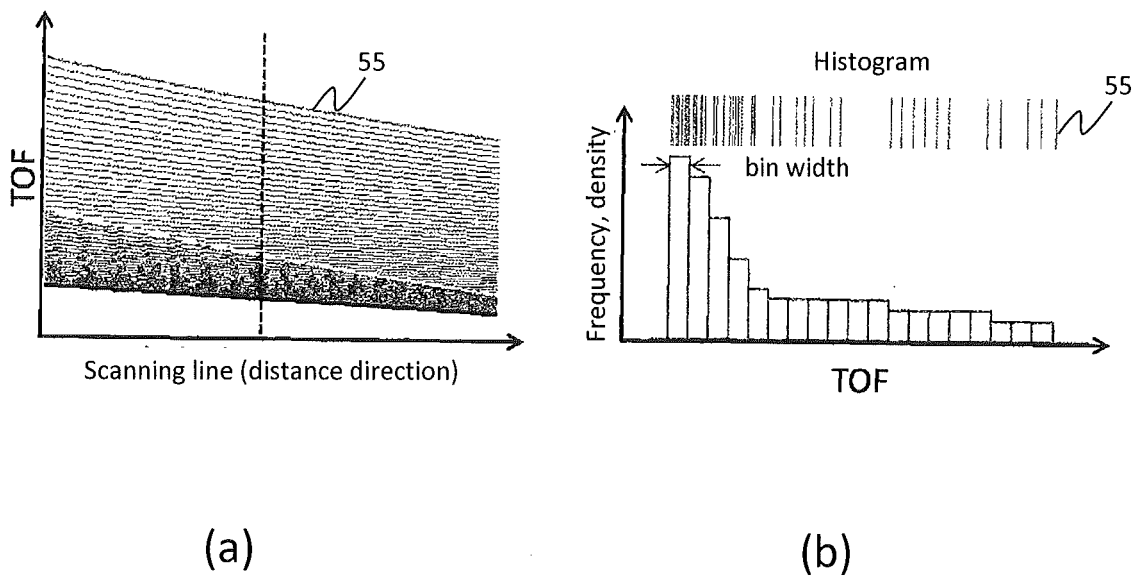 55
TOF
Scanning line (distance direction)
(a)
Histogram
55
bin width
Frequency, density
TOF
(b)